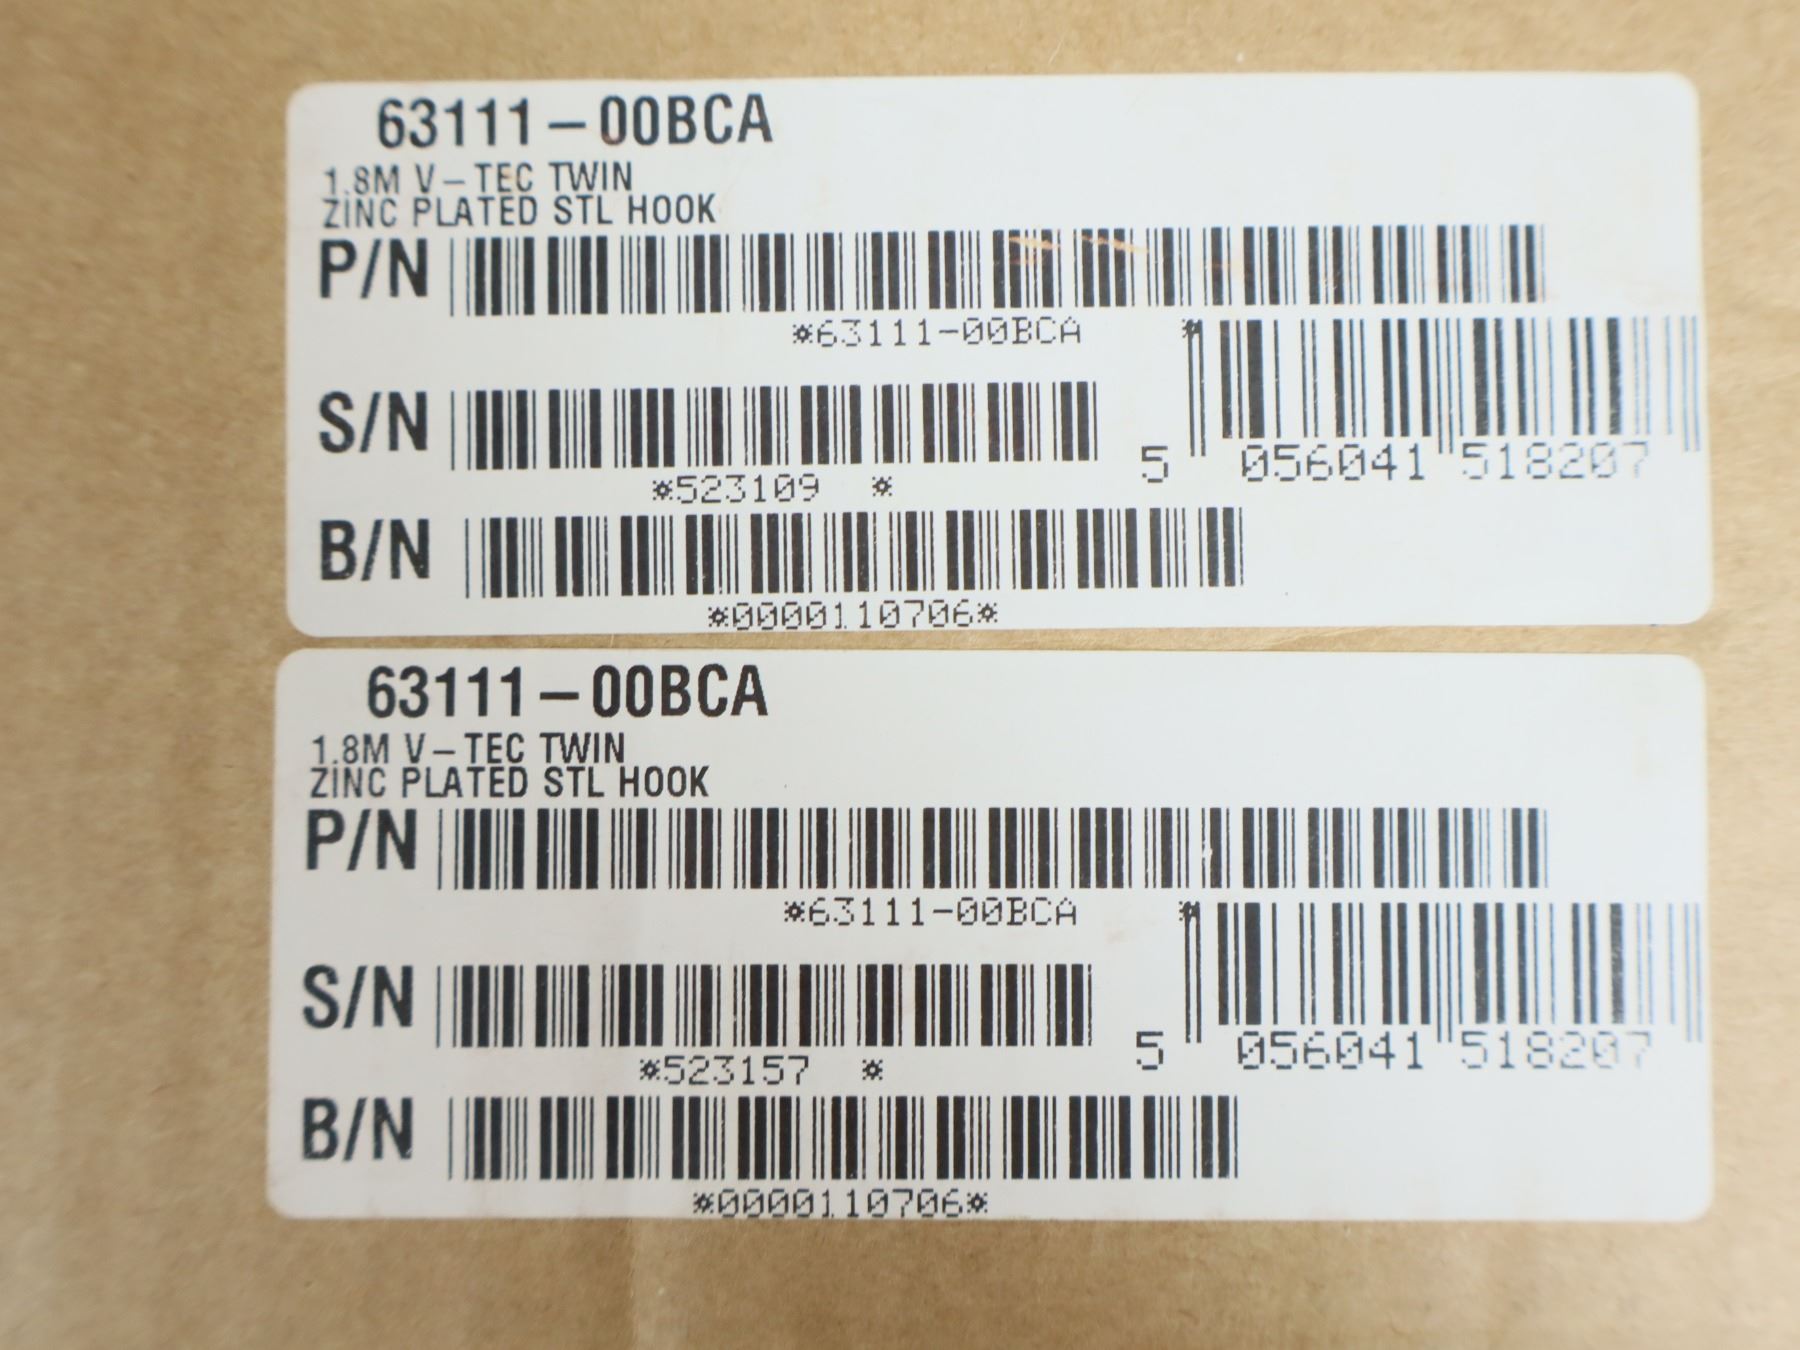 63111-00BCA
1.8M V-TEC TWIN
ZINC PLATED STL HOOK
P/N
*63111-00BCA *
S/N
5 056041 518207
*523109 *
B/N
*0000110706*
63111-00BCA
1.8M V-TEC TWIN
ZINC PLATED STL HOOK
P/N
*63111-00BCA *
S/N
5 056041 518207
*523157 *
B/N
*0000110706*